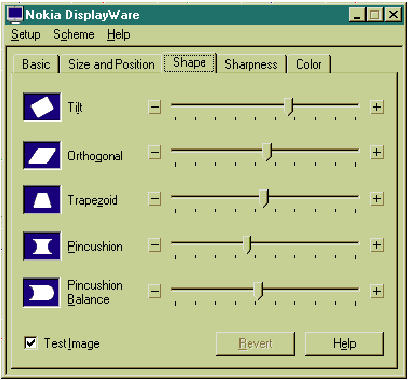 Nokia DisplayWare
Setup Scheme Help
Basic Size and Position Shape Sharpness Color
Tilt
Orthogonal
Trapezoid
Pincushion
Pincushion
Balance
Test Image Revert Help